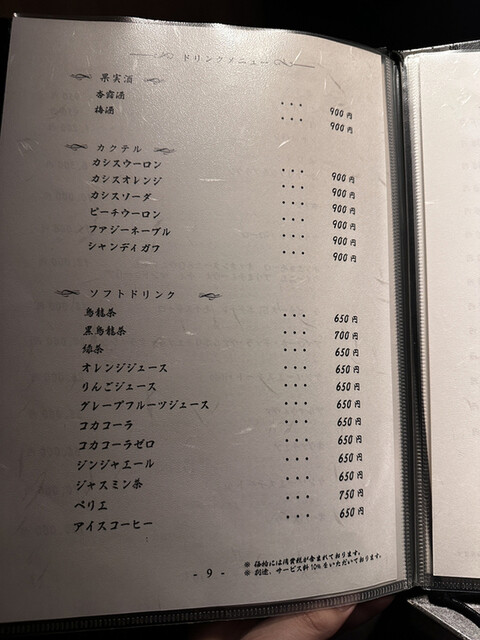 ドリンクメニュー
果実酒
杏露酒 ・・・ 900円
梅酒 ・・・ 900円
カクテル
カシスウーロン ・・・ 900円
カシスオレンジ ・・・ 900円
カシスソーダ ・・・ 900円
ピーチウーロン ・・・ 900円
ファジーネーブル ・・・ 900円
シャンディガフ ・・・ 900円
ソフトドリンク
烏龍茶 ・・・ 650円
黒烏龍茶 ・・・ 700円
緑茶 ・・・ 650円
オレンジジュース ・・・ 650円
りんごジュース ・・・ 650円
グレープフルーツジュース ・・・ 650円
コカコーラ ・・・ 650円
コカコーラゼロ ・・・ 650円
ジンジャエール ・・・ 650円
ジャスミン茶 ・・・ 650円
ペリエ ・・・ 750円
アイスコーヒー ・・・ 650円
※ 価格には消費税が含まれております。
※ 別途、サービス料10%をいただいております。
- 9 -